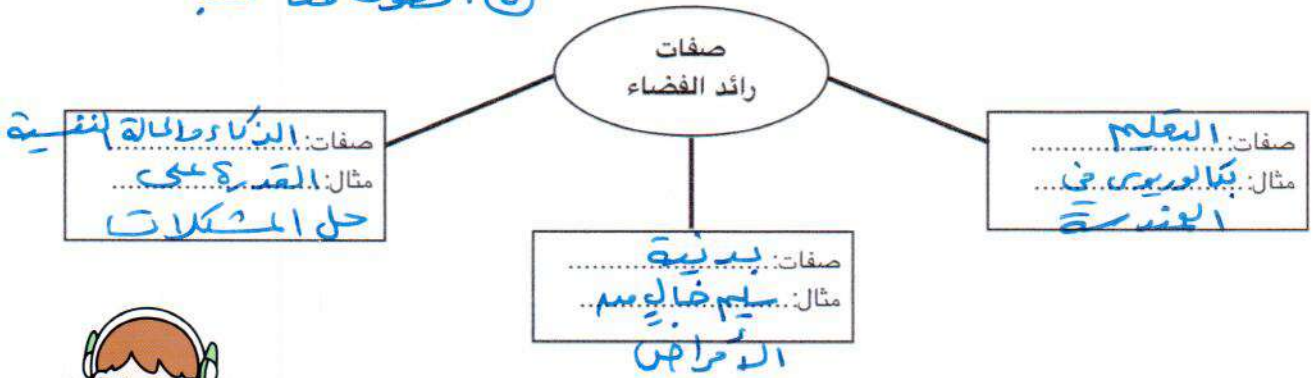 صفات
رائد الفضاء
صفات: التعليم
مثال: بكالوريوس في
الهندسة
صفات: بدنية
مثال: سليم خالٍ من
الأمراض
صفات: الذكاء والحالة النفسية
مثال: القدرة على
حل المشكلات